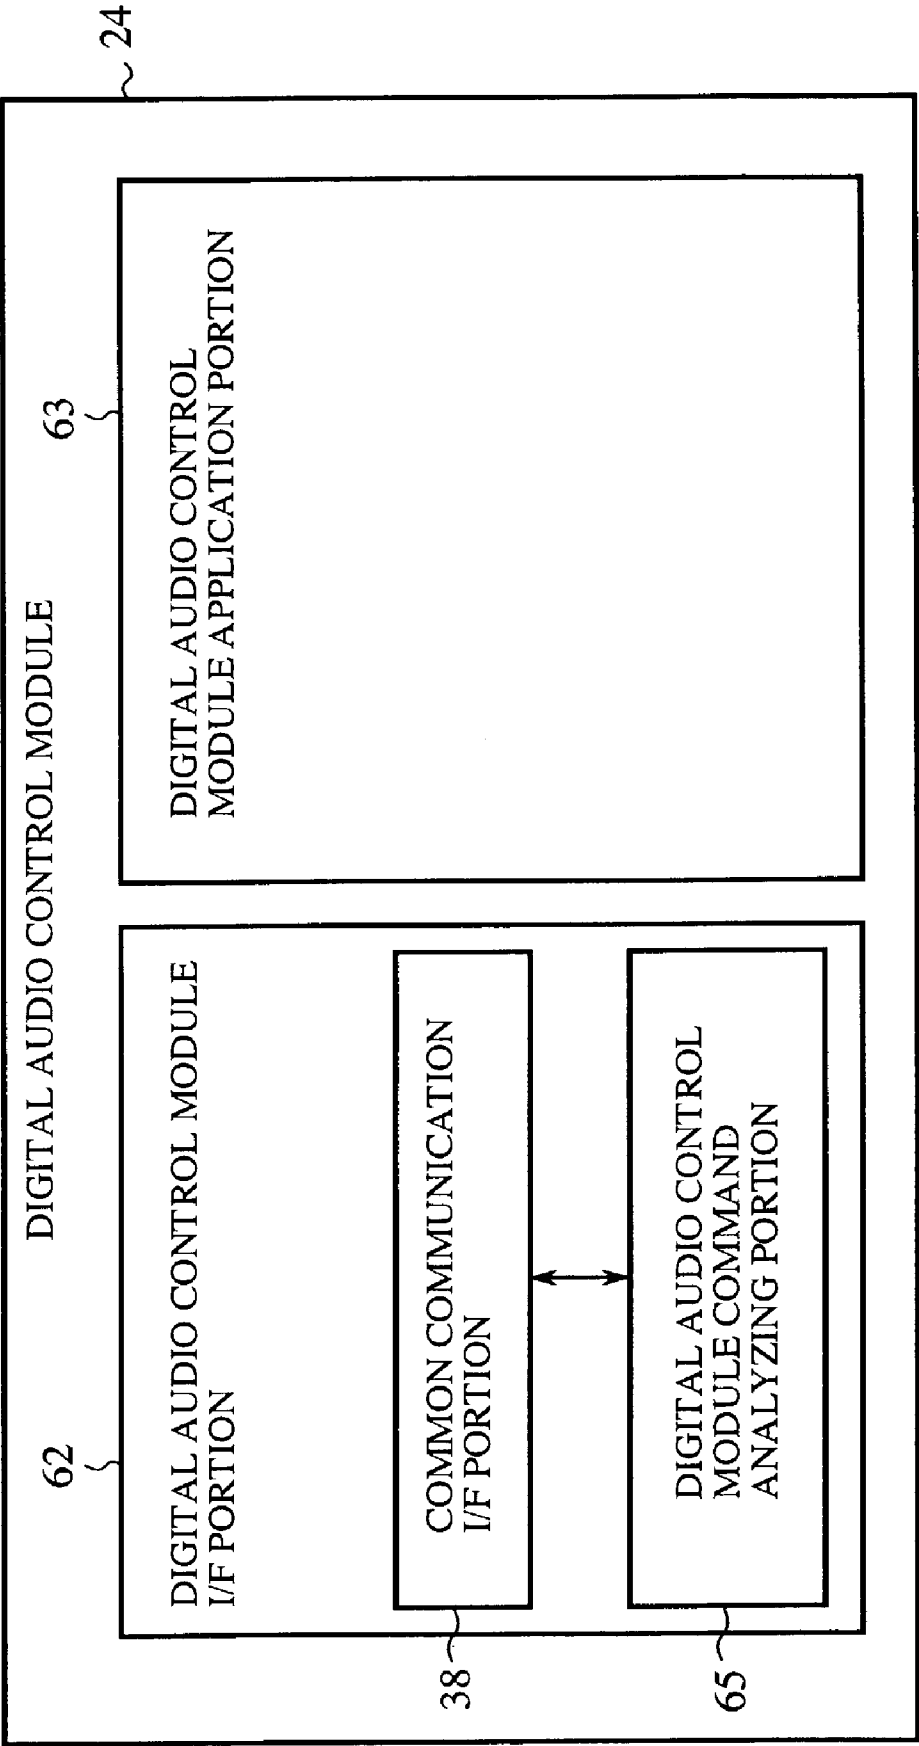 24
DIGITAL AUDIO CONTROL MODULE
62
DIGITAL AUDIO CONTROL MODULE
I/F PORTION
38
COMMON COMMUNICATION
I/F PORTION
65
DIGITAL AUDIO CONTROL
MODULE COMMAND
ANALYZING PORTION
63
DIGITAL AUDIO CONTROL
MODULE APPLICATION PORTION